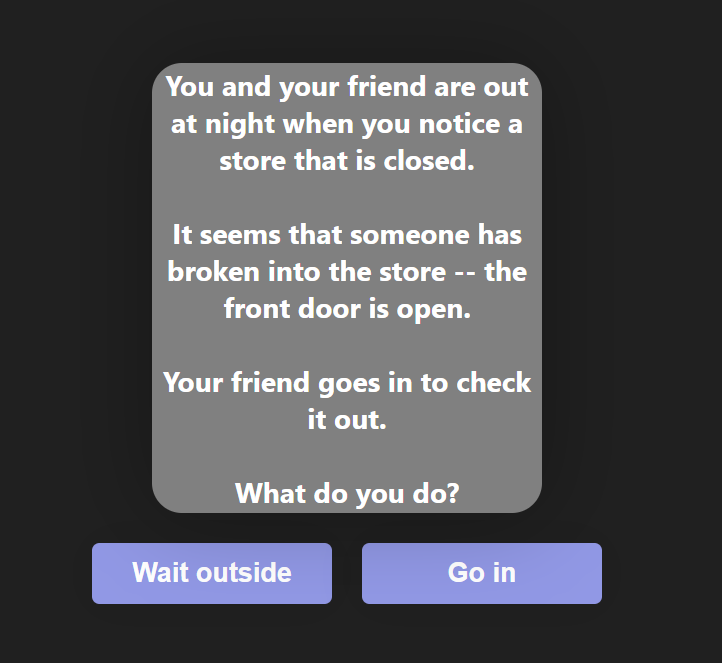 You and your friend are out
at night when you notice a
store that is closed.
It seems that someone has
broken into the store -- the
front door is open.
Your friend goes in to check
it out.
What do you do?
Wait outside
Go in